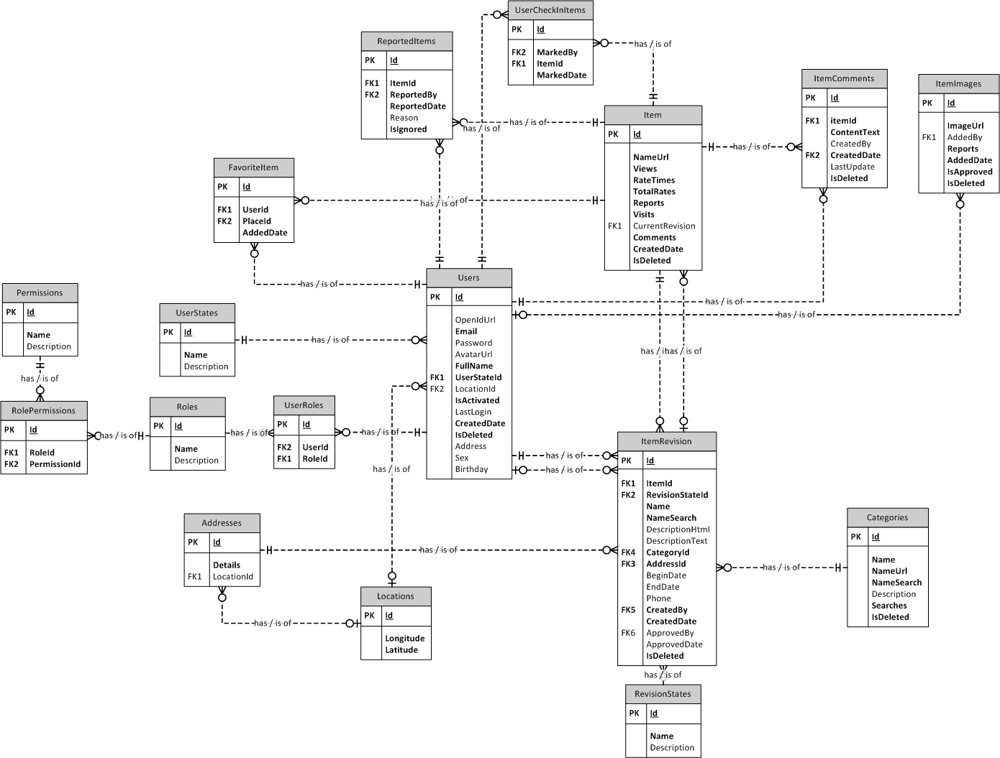 UserCheckInItems
PK Id
FK2 MarkedBy
FK1 ItemId
MarkedDate
has / is of
ReportedItems
PK Id
FK1 ItemId
FK2 ReportedBy
ReportedDate
Reason
IsIgnored
has / is of
has / is of
ItemComments
PK Id
FK1 itemId
ContentText
CreatedBy
FK2 CreatedDate
LastUpdate
IsDeleted
ItemImages
PK Id
ImageUrl
FK1 AddedBy
Reports
AddedDate
IsApproved
IsDeleted
Item
PK Id
NameUrl
Views
RateTimes
TotalRates
Reports
Visits
FK1 CurrentRevision
Comments
CreatedDate
IsDeleted
has / is of
FavoriteItem
PK Id
FK1 UserId
FK2 PlaceId
AddedDate
has / is of
has / is of
has / is of
Users
PK Id
OpenIdUrl
Email
Password
AvatarUrl
FullName
FK1 UserStateId
FK2 LocationId
IsActivated
LastLogin
CreatedDate
IsDeleted
Address
Sex
Birthday
has / is of
has / is of
Permissions
PK Id
Name
Description
has / is of
UserStates
PK Id
Name
Description
has / is of
has / is of
has / is of
RolePermissions
PK Id
FK1 RoleId
FK2 PermissionId
has / is of
Roles
PK Id
Name
Description
has / is of
UserRoles
PK Id
FK2 UserId
FK1 RoleId
has / is of
has / is of
has / is of
has / is of
ItemRevision
PK Id
FK1 ItemId
FK2 RevisionStateId
Name
NameSearch
DescriptionHtml
DescriptionText
FK4 CategoryId
FK3 AddressId
BeginDate
EndDate
Phone
FK5 CreatedBy
CreatedDate
FK6 ApprovedBy
ApprovedDate
IsDeleted
Addresses
PK Id
Details
FK1 LocationId
has / is of
Categories
PK Id
Name
NameUrl
NameSearch
Description
Searches
IsDeleted
has / is of
Locations
PK Id
Longitude
Latitude
has / is of
has / is of
RevisionStates
PK Id
Name
Description